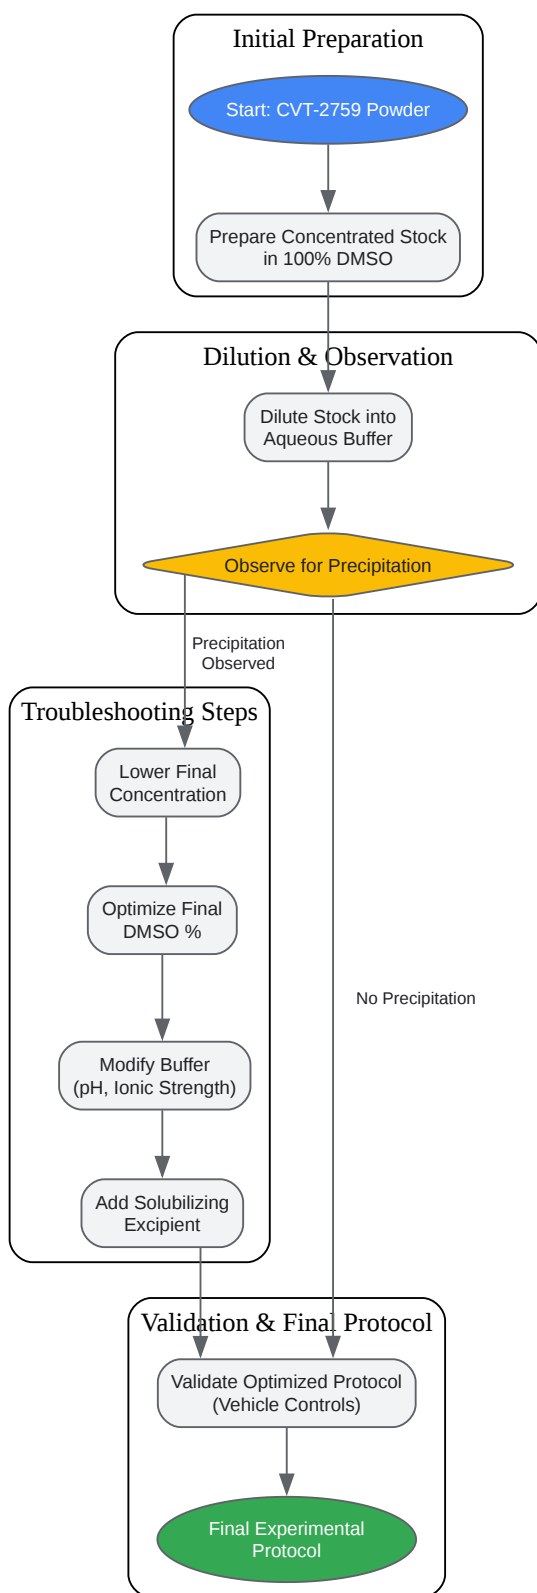 Initial Preparation
Start: CVT-2759 Powder
Prepare Concentrated Stock
in 100% DMSO
Dilution & Observation
Dilute Stock into
Aqueous Buffer
Observe for Precipitation
Precipitation
Observed
Troubleshooting Steps
Lower Final
Concentration
Optimize Final
DMSO %
No Precipitation
Modify Buffer
(pH, Ionic Strength)
Add Solubilizing
Excipient
Validation & Final Protocol
Validate Optimized Protocol
(Vehicle Controls)
Final Experimental
Protocol